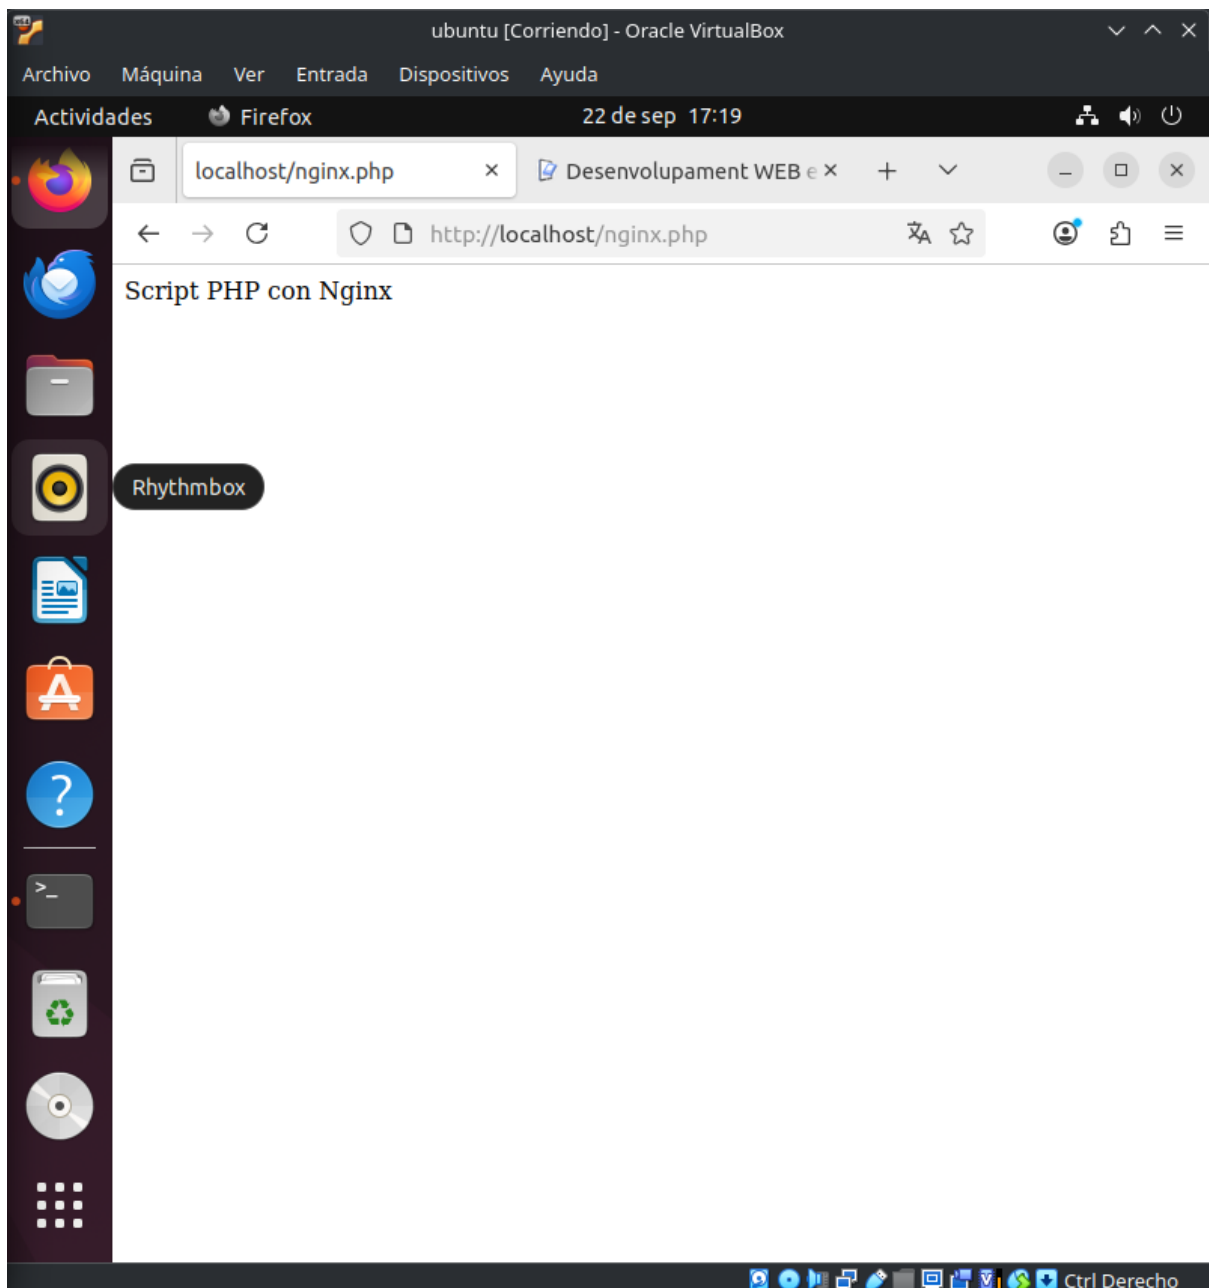 ubuntu [Corriendo] - Oracle VirtualBox
Archivo Máquina Ver Entrada Dispositivos Ayuda
Actividades Firefox 22 de sep 17:19
localhost/nginx.php Desenvolupament WEB e
http://localhost/nginx.php
Script PHP con Nginx
Rhythmbox
Ctrl Derecho